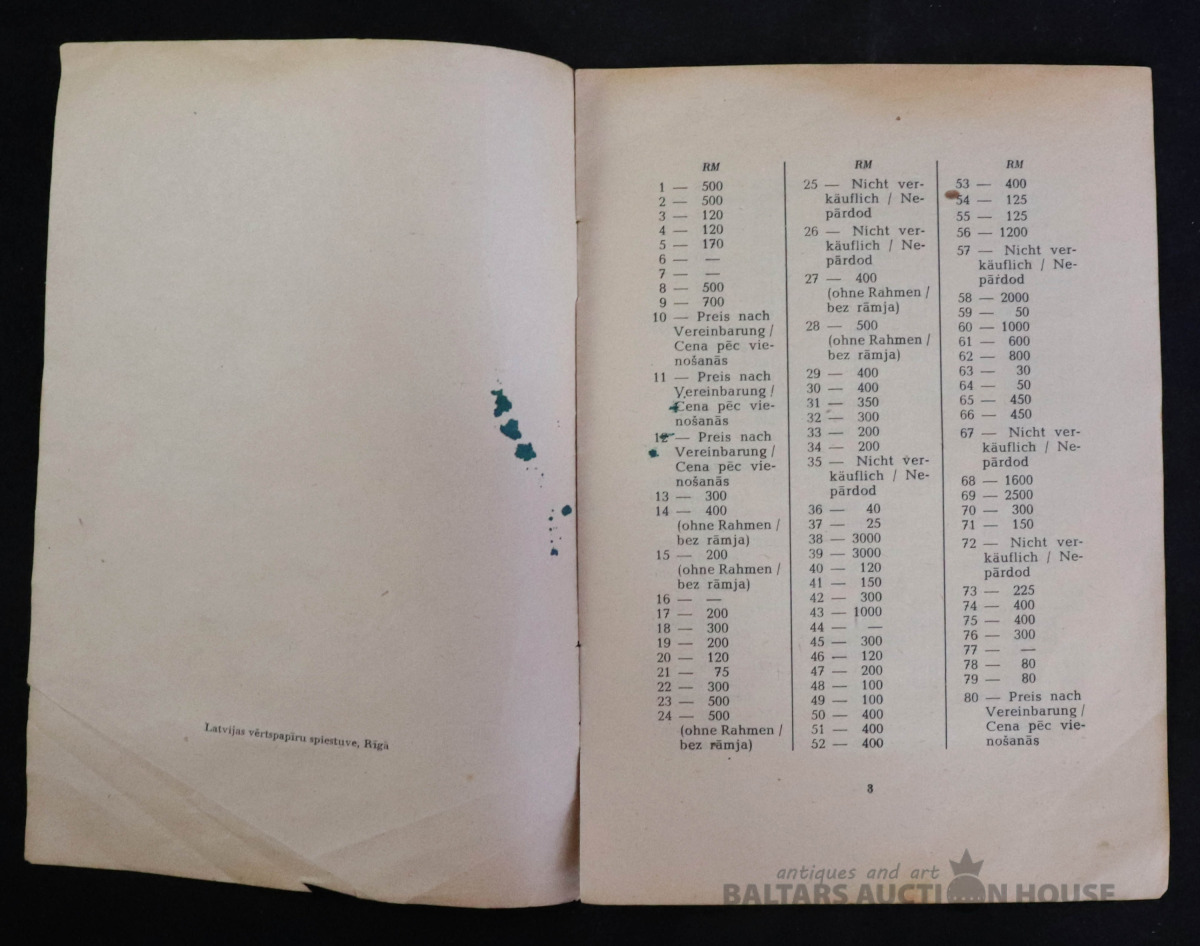 Latvijas vērtspapīru spiestuve, Rīgā
RM
1 — 500
2 — 500
3 — 120
4 — 120
5 — 170
6 — —
7 — —
8 — 500
9 — 700
10 — Preis nach
Vereinbarung /
Cena pēc vie-
nošanās
11 — Preis nach
Vereinbarung /
Cena pēc vie-
nošanās
12 — Preis nach
Vereinbarung /
Cena pēc vie-
nošanās
13 — 300
14 — 400
(ohne Rahmen /
bez rāmja)
15 — 200
(ohne Rahmen /
bez rāmja)
16 — —
17 — 200
18 — 300
19 — 200
20 — 120
21 — 75
22 — 300
23 — 500
24 — 500
(ohne Rahmen /
bez rāmja)
RM
25 — Nicht ver-
käuflich / Ne-
pārdod
26 — Nicht ver-
käuflich / Ne-
pārdod
27 — 400
(ohne Rahmen /
bez rāmja)
28 — 500
(ohne Rahmen /
bez rāmja)
29 — 400
30 — 400
31 — 350
32 — 300
33 — 200
34 — 200
35 — Nicht ver-
käuflich / Ne-
pārdod
36 — 40
37 — 25
38 — 3000
39 — 3000
40 — 120
41 — 150
42 — 300
43 — 1000
44 — —
45 — 300
46 — 120
47 — 200
48 — 100
49 — 100
50 — 400
51 — 400
52 — 400
RM
53 — 400
54 — 125
55 — 125
56 — 1200
57 — Nicht ver-
käuflich / Ne-
pārdod
58 — 2000
59 — 50
60 — 1000
61 — 600
62 — 800
63 — 30
64 — 50
65 — 450
66 — 450
67 — Nicht ver-
käuflich / Ne-
pārdod
68 — 1600
69 — 2500
70 — 300
71 — 150
72 — Nicht ver-
käuflich / Ne-
pārdod
73 — 225
74 — 400
75 — 400
76 — 300
77 — —
78 — 80
79 — 80
80 — Preis nach
Vereinbarung /
Cena pēc vie-
nošanās
3
antiques and art
BALTARS AUCTION HOUSE